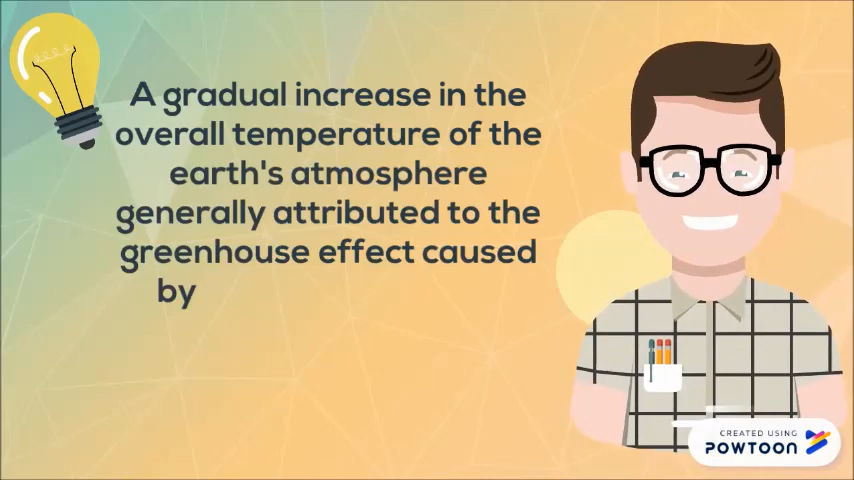 A gradual increase in the
overall temperature of the
earth's atmosphere
generally attributed to the
greenhouse effect caused
by
CREATED USING
POWTOON